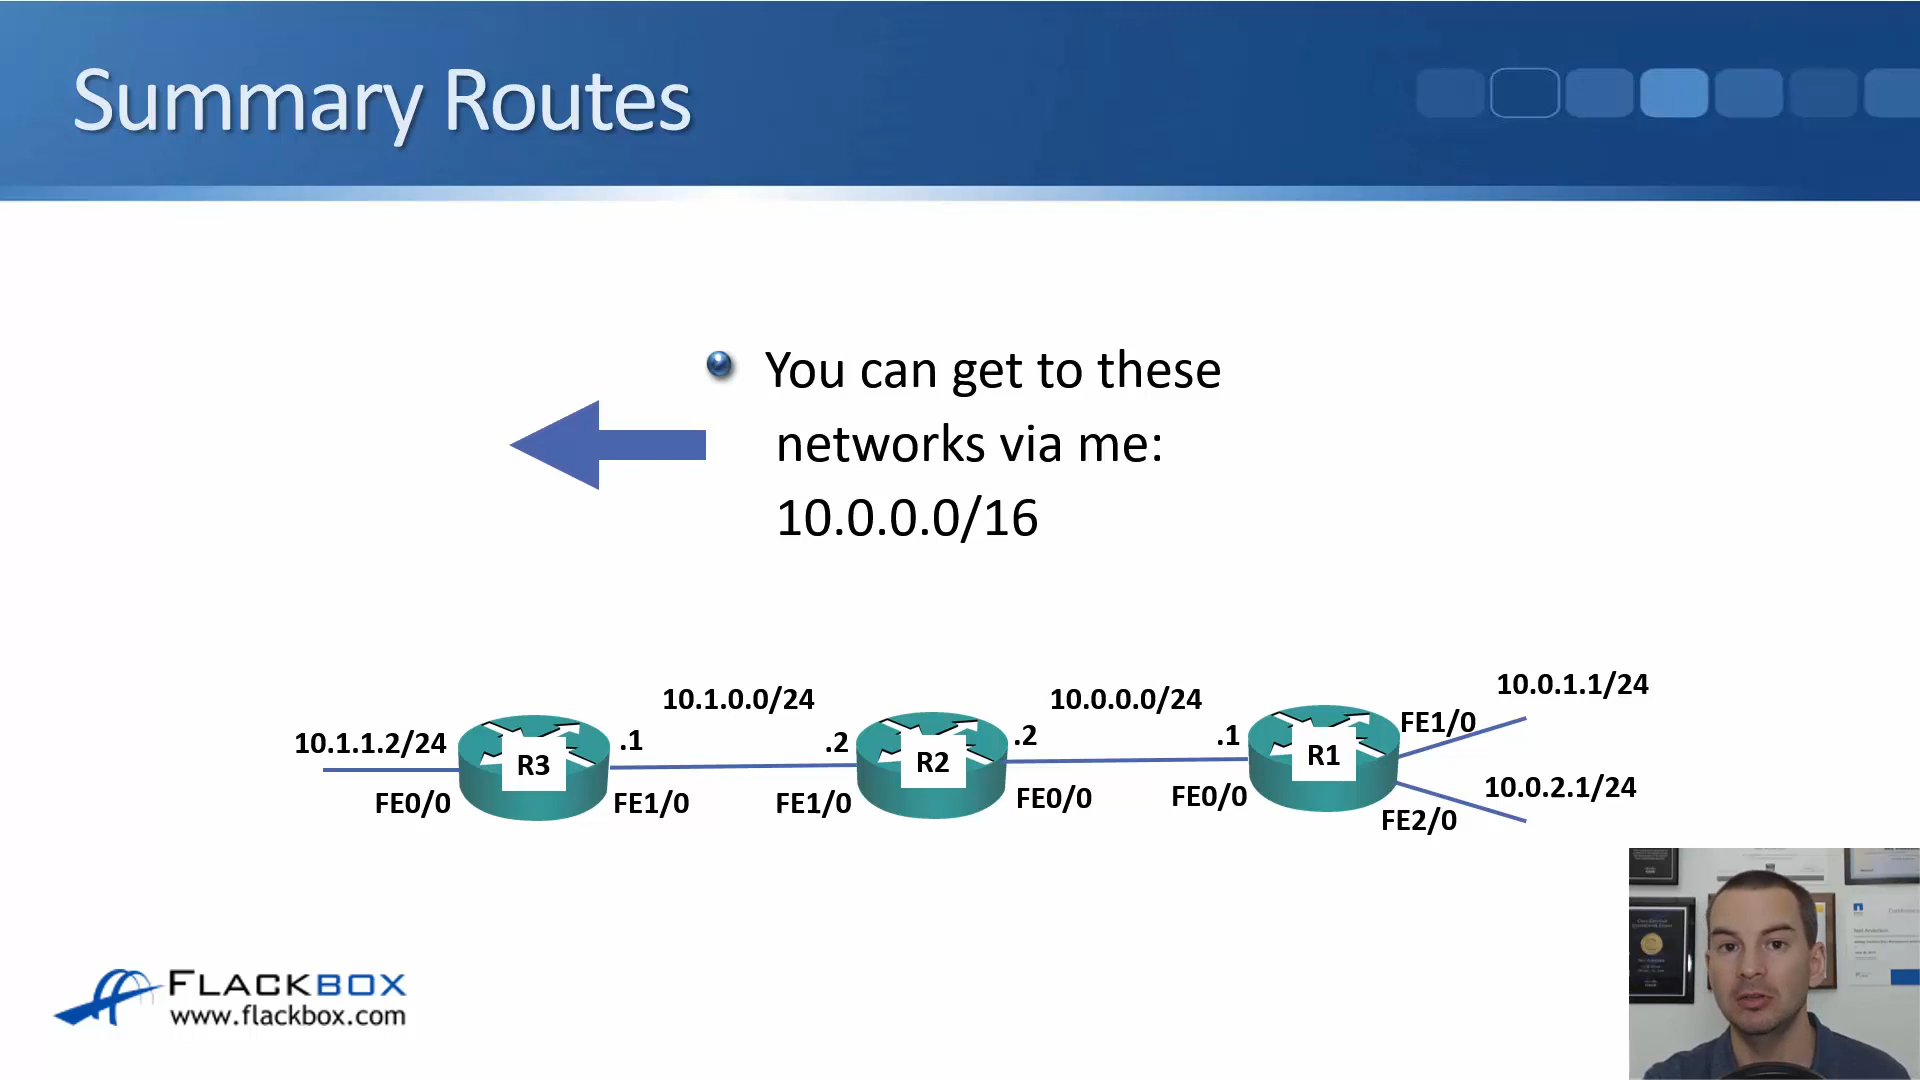 Summary Routes
You can get to these
networks via me:
10.0.0.0/16
10.0.1.1/24
10.1.0.0/24
10.0.0.0/24
FE1/0
10.1.1.2/24
.1
.2
.2
.1
R3
R2
R1
10.0.2.1/24
FE0/0
FE1/0
FE1/0
FE0/0
FE0/0
FE2/0
FLACKBOX
www.flackbox.com